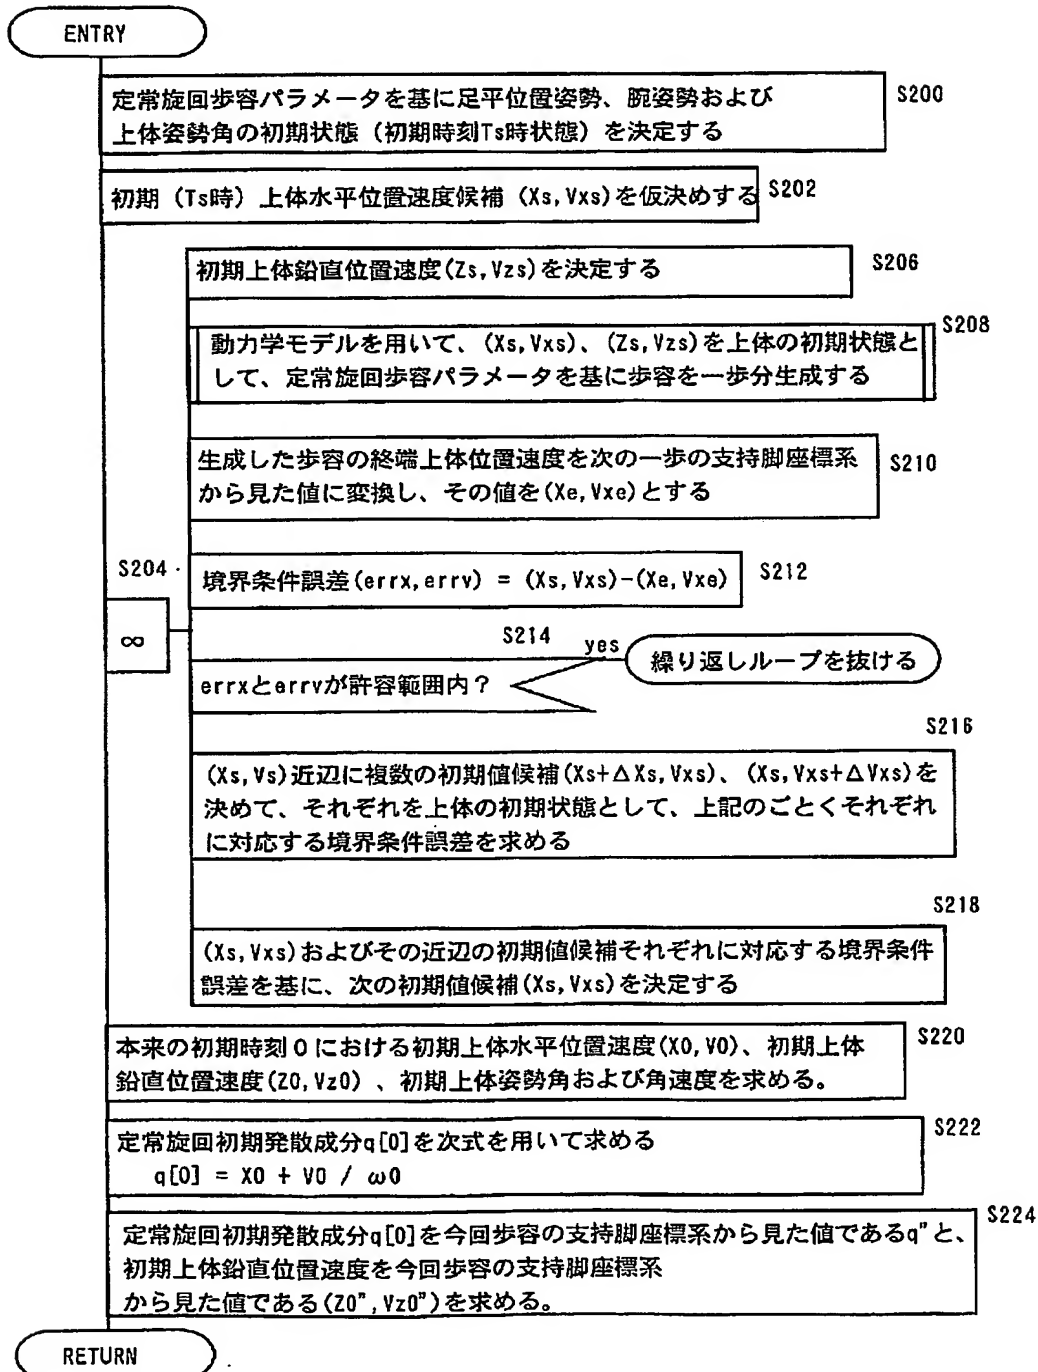 ENTRY
定常旋回歩容パラメータを基に足平位置姿勢、腕姿勢および
上体姿勢角の初期状態（初期時刻Ts時状態）を決定する
S200
初期（Ts時）上体水平位置速度候補（Xs,Vxs）を仮決めする
S202
初期上体鉛直位置速度(Zs,Vzs)を決定する
S206
S208
動力学モデルを用いて、(Xs,Vxs)、(Zs,Vzs)を上体の初期状態と
して、定常旋回歩容パラメータを基に歩容を一歩分生成する
生成した歩容の終端上体位置速度を次の一歩の支持脚座標系
から見た値に変換し、その値を(Xe,Vxe)とする
S210
S204
境界条件誤差(errx,errv) = (Xs,Vxs)-(Xe,Vxe)
S212
∞
S214
yes
繰り返しループを抜ける
errxとerrvが許容範囲内？
S216
(Xs,Vs)近辺に複数の初期値候補(Xs+ΔXs,Vxs)、(Xs,Vxs+ΔVxs)を
決めて、それぞれを上体の初期状態として、上記のごとくそれぞれ
に対応する境界条件誤差を求める
S218
(Xs,Vxs)およびその近辺の初期値候補それぞれに対応する境界条件
誤差を基に、次の初期値候補(Xs,Vxs)を決定する
本来の初期時刻０における初期上体水平位置速度(X0,V0)、初期上体
鉛直位置速度(Z0,Vz0) 、初期上体姿勢角および角速度を求める。
S220
定常旋回初期発散成分q[0]を次式を用いて求める
q[0] = X0 + V0 / ω0
S222
S224
定常旋回初期発散成分q[0]を今回歩容の支持脚座標系から見た値であるq"と、
初期上体鉛直位置速度を今回歩容の支持脚座標系
から見た値である(Z0",Vz0")を求める。
RETURN